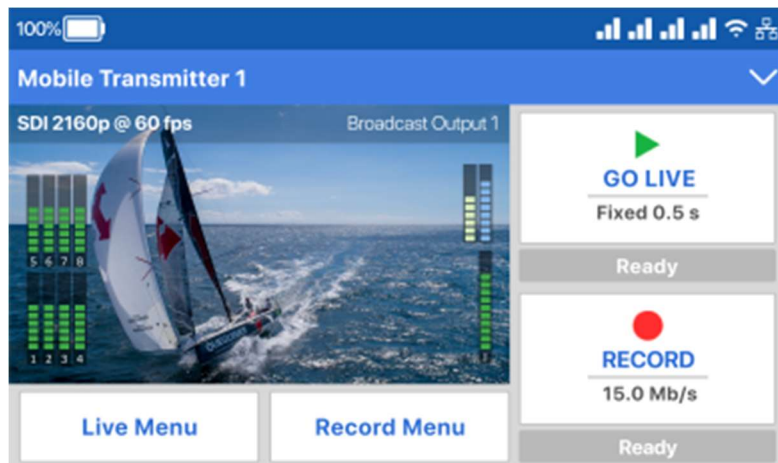 100%
Mobile Transmitter 1
SDI 2160p @ 60 fps
Broadcast Output 1
5 6 7 8
1 2 3 4
GO LIVE
Fixed 0.5 s
Ready
RECORD
15.0 Mb/s
Ready
Live Menu
Record Menu